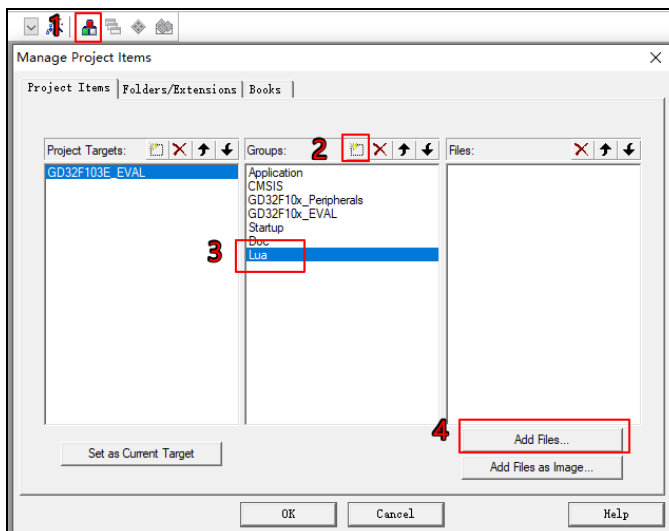 1
Manage Project Items
Project Items Folders/Extensions Books
Project Targets:
GD32F103E_EVAL
Groups: 2
Application
CMSIS
GD32F10x_Peripherals
GD32F10x_EVAL
Startup
Doc
3 Lua
Files:
Set as Current Target
4 Add Files...
Add Files as Image...
OK Cancel Help